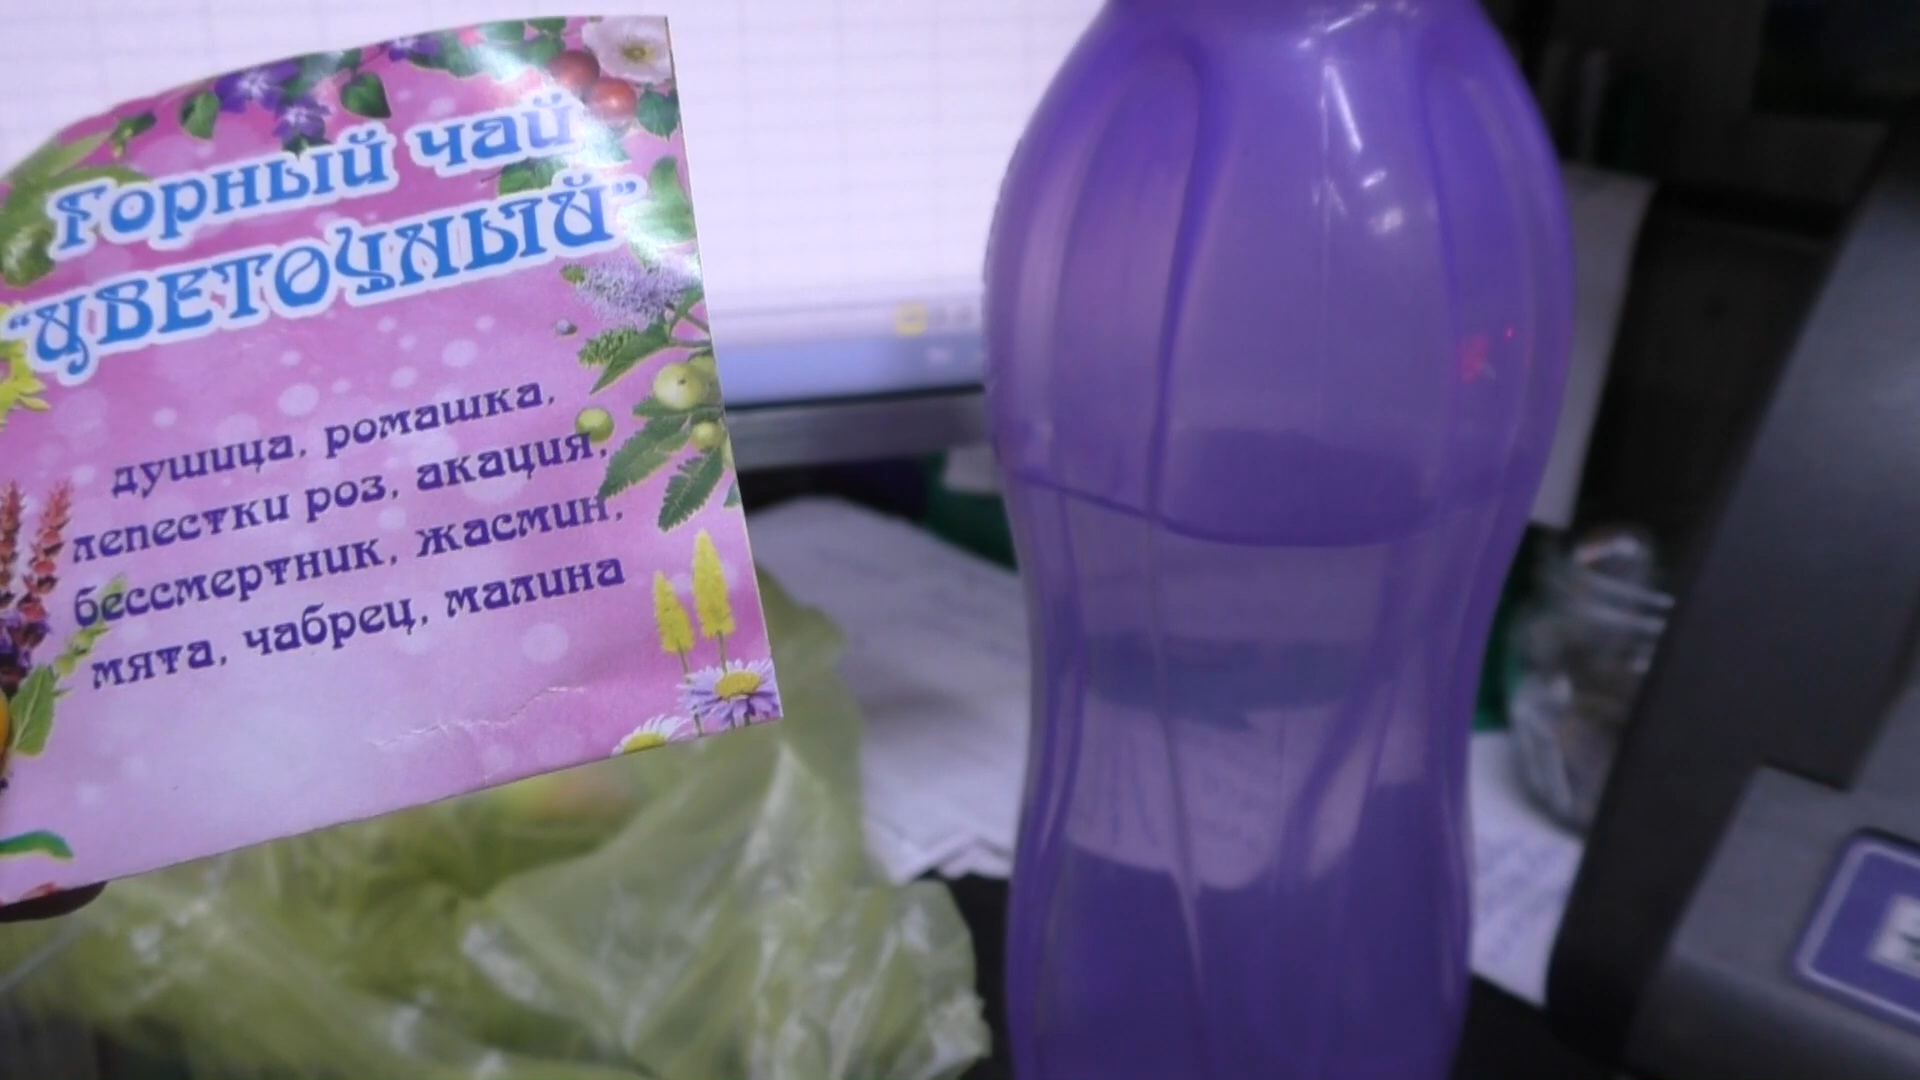 Горный чай
"ЦВЕТОЧНЫЙ"
душица, ромашка,
лепестки роз, акация,
бессмертник, жасмин,
мята, чабрец, малина